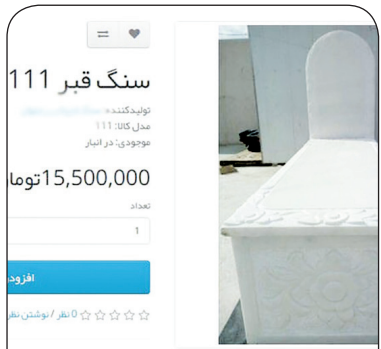 سنگ قبر 111
تولیدکننده:
مدل کالا: 111
موجودی: در انبار
15,500,000توما
تعداد
1
افزود
0 نظر / نوشتن نظر